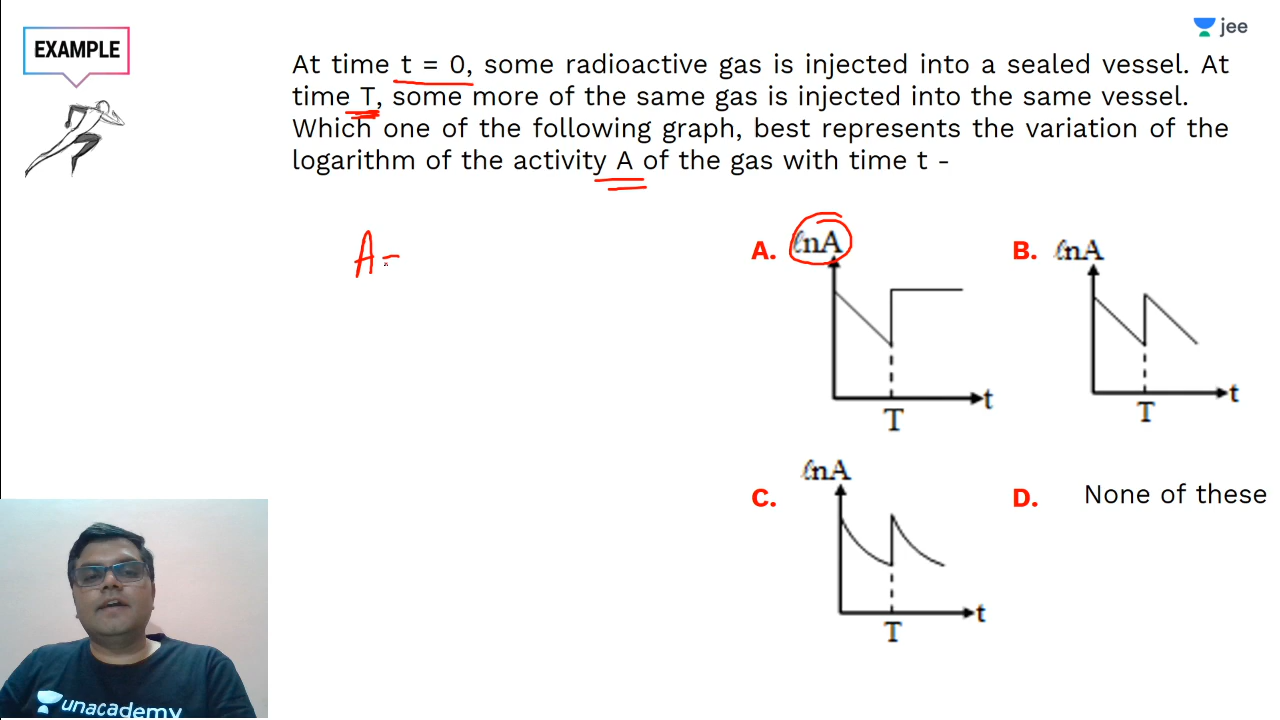 EXAMPLE
jee
At time t = 0, some radioactive gas is injected into a sealed vessel. At
time T, some more of the same gas is injected into the same vessel.
Which one of the following graph, best represents the variation of the
logarithm of the activity A of the gas with time t -
A=
A. ℓnA
t
T
B. ℓnA
t
T
C. ℓnA
t
T
D. None of these
unacademy